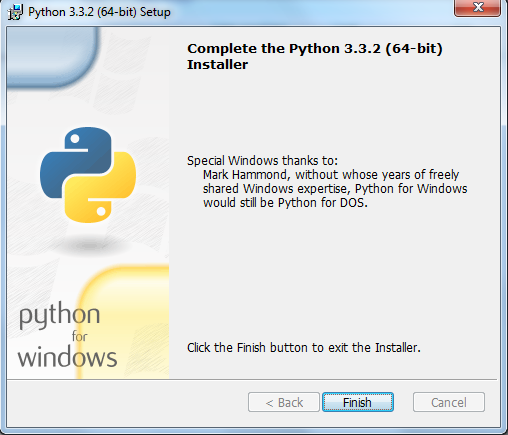 Python 3.3.2 (64-bit) Setup
Complete the Python 3.3.2 (64-bit)
Installer
Special Windows thanks to:
Mark Hammond, without whose years of freely
shared Windows expertise, Python for Windows
would still be Python for DOS.
python
for
windows
Click the Finish button to exit the Installer.
< Back
Finish
Cancel